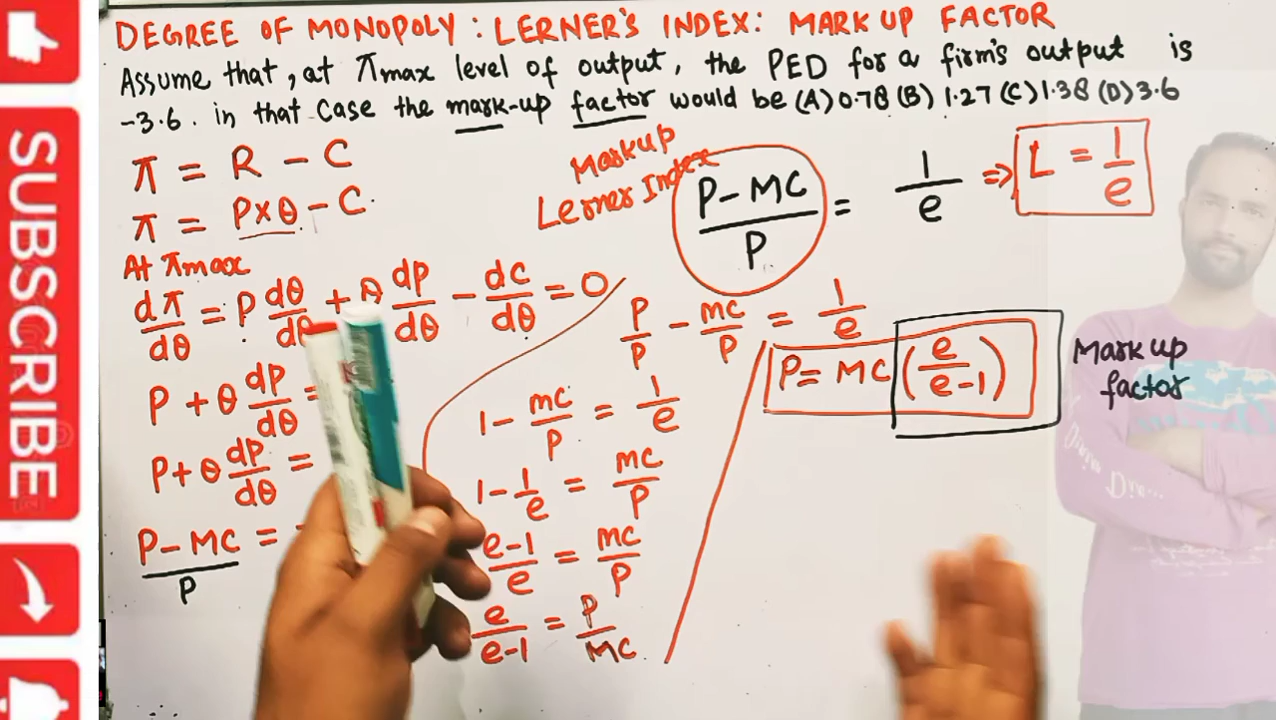 DEGREE OF MONOPOLY : LERNER'S INDEX: MARK UP FACTOR
Assume that, at πmax level of output, the PED for a firm's output is
-3.6. in that case the mark-up factor would be (A) 0.78 (B) 1.27 (C) 1.38 (D) 3.6
π = R - C
π = P×θ - C.
At πmax
dπ/dθ = P dθ/dθ + θ dP/dθ - dc/dθ = 0
P + θ dP/dθ =
P + θ dP/dθ =
P - MC/P =
Markup
Lerner Index
P - MC/P = 1/e ⇒ L = 1/e
P/P - MC/P = 1/e
1 - MC/P = 1/e
1 - 1/e = MC/P
e-1/e = MC/P
e/e-1 = P/MC
P = MC (e/e-1)
Mark up
factor
SUBSCRIBE